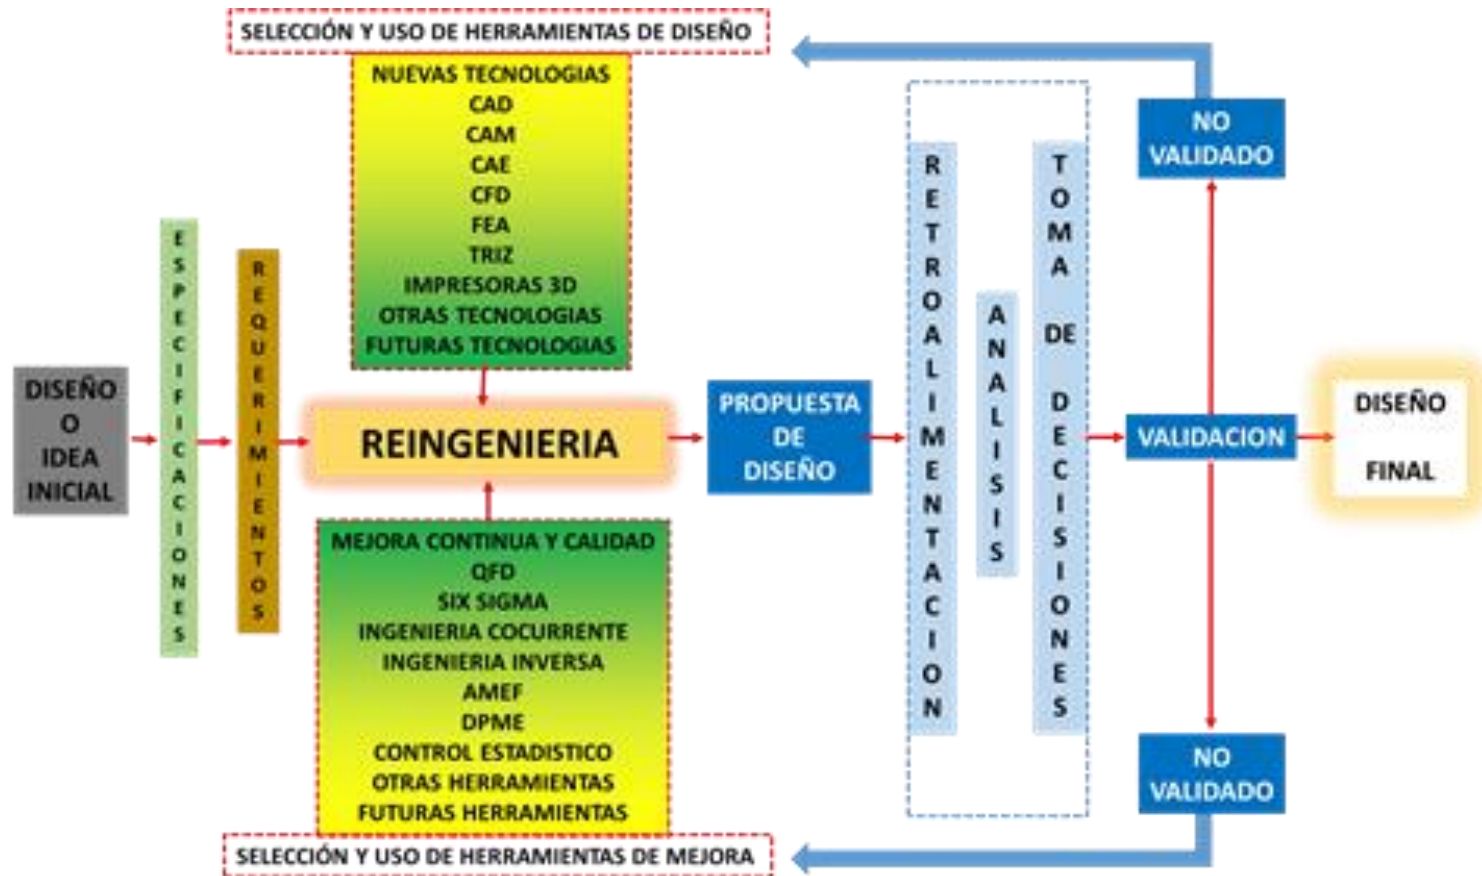 SELECCIÓN Y USO DE HERRAMIENTAS DE DISEÑO
NUEVAS TECNOLOGIAS
CAD
CAM
CAE
CFD
FEA
TRIZ
IMPRESORAS 3D
OTRAS TECNOLOGIAS
FUTURAS TECNOLOGIAS
DISEÑO
O
IDEA
INICIAL
ESPECIFICACIONES
REQUERIMIENTOS
REINGENIERIA
MEJORA CONTINUA Y CALIDAD
QFD
SIX SIGMA
INGENIERIA COCURRENTE
INGENIERIA INVERSA
AMEF
DPME
CONTROL ESTADISTICO
OTRAS HERRAMIENTAS
FUTURAS HERRAMIENTAS
SELECCIÓN Y USO DE HERRAMIENTAS DE MEJORA
PROPUESTA
DE
DISEÑO
RETROALIMENTACION
ANALISIS
TOMA DE DECISIONES
NO
VALIDADO
VALIDACION
NO
VALIDADO
DISEÑO
FINAL